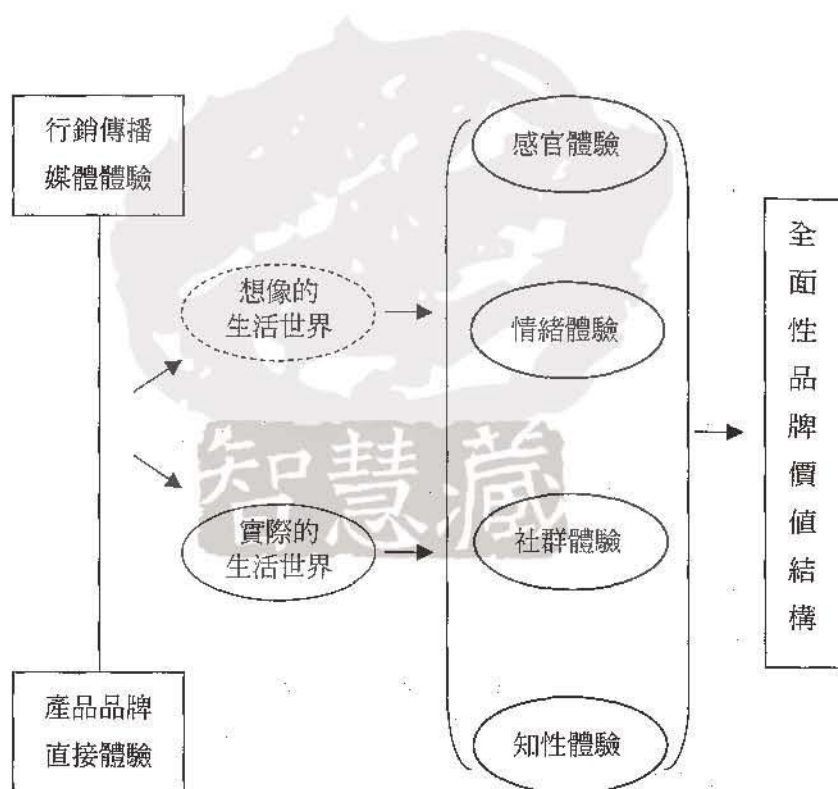 行銷傳播
媒體體驗
想像的
生活世界
實際的
生活世界
產品品牌
直接體驗
感官體驗
情緒體驗
社群體驗
知性體驗
全面性品牌價值結構
智慧藏